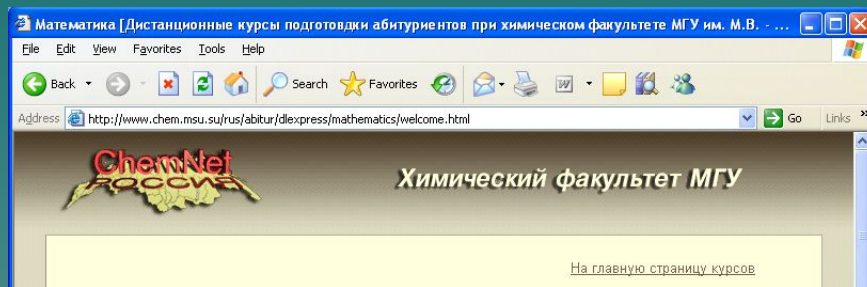 Математика [Дистанционные курсы подготовдки абитуриентов при химическом факультете МГУ им. М.В. - ...
File Edit View Favorites Tools Help
Back Search Favorites
Address http://www.chem.msu.su/rus/abitur/dlexpress/mathematics/welcome.html Go Links »
ChemNet
РОССИЯ
Химический факультет МГУ
На главную страницу курсов